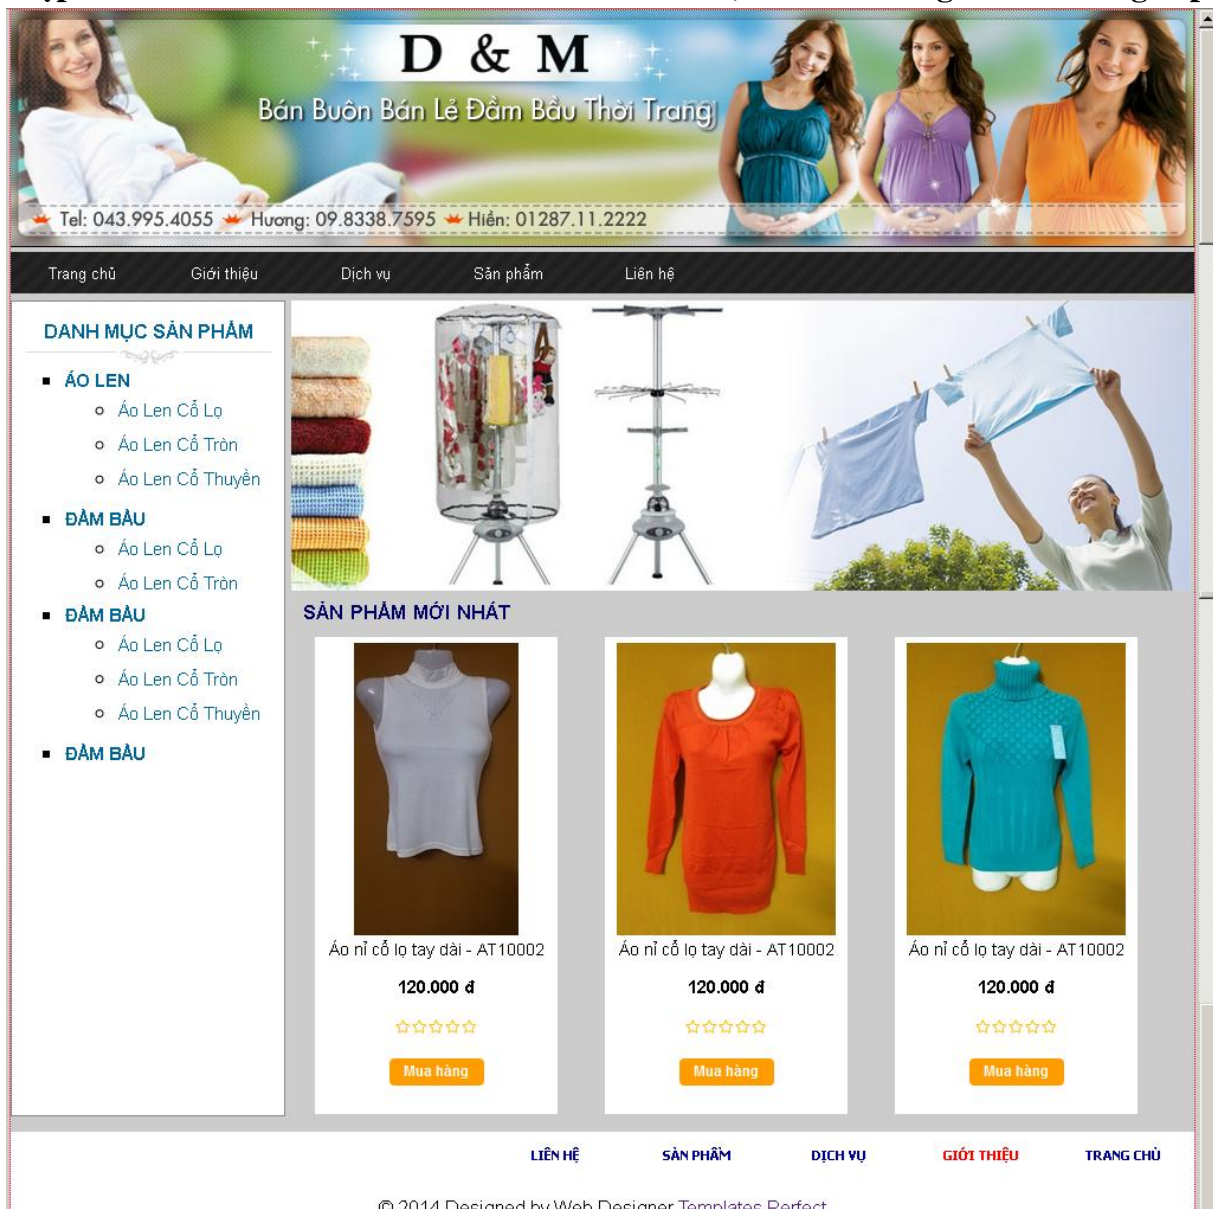 D & M
Bán Buôn Bán Lẻ Đầm Bầu Thời Trang
Tel: 043.995.4055 Hương: 09.8338.7595 Hiền: 01287.11.2222
Trang chủ Giới thiệu Dịch vụ Sản phẩm Liên hệ
DANH MỤC SẢN PHẨM
ÁO LEN
Áo Len Cổ Lọ
Áo Len Cổ Tròn
Áo Len Cổ Thuyền
ĐẦM BẦU
Áo Len Cổ Lọ
Áo Len Cổ Tròn
ĐẦM BẦU
Áo Len Cổ Lọ
Áo Len Cổ Tròn
Áo Len Cổ Thuyền
ĐẦM BẦU
SẢN PHẨM MỚI NHẤT
Áo nỉ cổ lọ tay dài - AT10002
120.000 đ
Mua hàng
Áo nỉ cổ lọ tay dài - AT10002
120.000 đ
Mua hàng
Áo nỉ cổ lọ tay dài - AT10002
120.000 đ
Mua hàng
LIÊN HỆ SẢN PHẨM DỊCH VỤ GIỚI THIỆU TRANG CHỦ
© 2014 Designed by Web Designer Templates Perfect